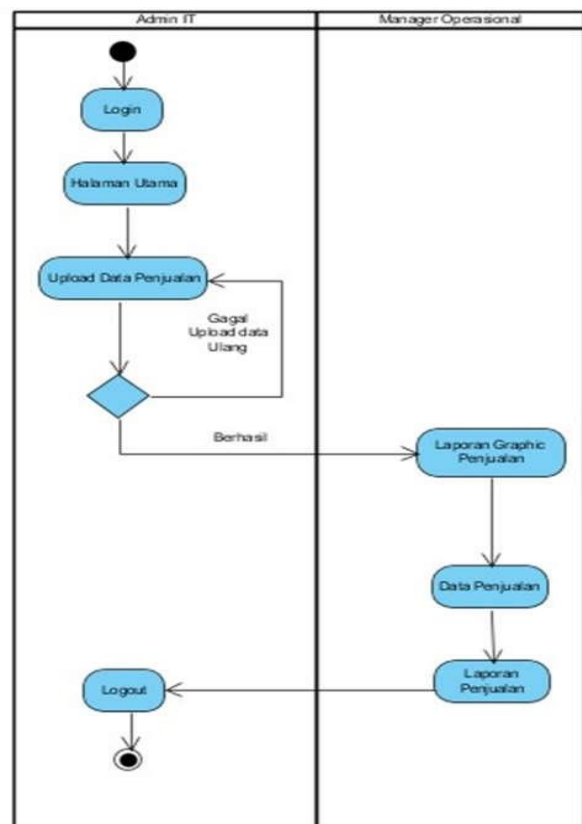 Admin IT
Manager Operasional
Login
Halaman Utama
Upload Data Penjualan
Gagal
Upload data
Ulang
Berhasil
Laporan Graphic
Penjualan
Data Penjualan
Laporan
Penjualan
Logout